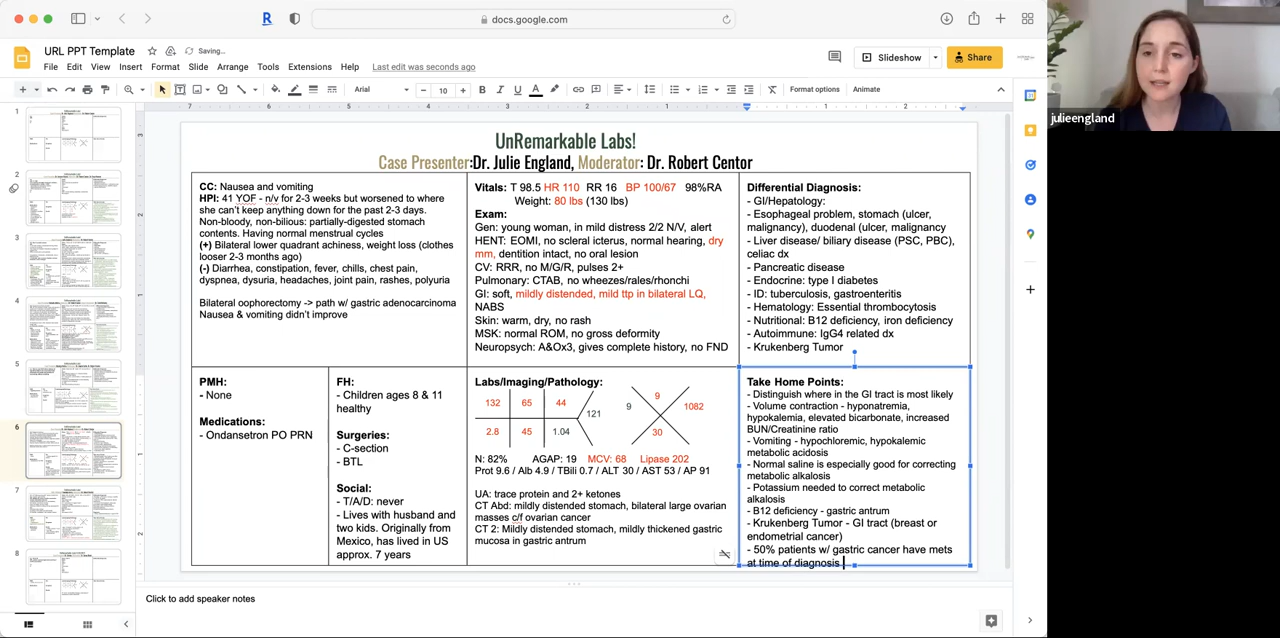 docs.google.com
URL PPT Template
Saving...
File Edit View Insert Format Slide Arrange Extensions Help Last edit was
Slideshow
Share
Arial
10
Format options
Animate
UnRemarkable Labs!
Case Presenter:Dr. Julie England, Moderator: Dr. Robert Centor
CC: Nausea and vomiting
HPI: 41 YOF - n/v for 2-3 weeks but worsened to where
she can't keep anything down for the past 2-3 days.
Non-bloody, non-bilious, partially-digested stomach
contents. Having normal menstrual cycles
(+) Bilateral lower quadrant fullness, weight loss(clothes
looser 2-3 months ago)
(-) Diarrhea, constipation, fever, chills, chest pain,
dyspnea, dysuria, headaches, joint pain, rashes, polyuria
Bilateral oophorectomy -> path w/ gastric adenocarcinoma
Nausea & vomiting didn't improve
Vitals: T 98.5 HR 110 RR 16 BP 100/67 98%RA
Weight: 80 lbs (130 lbs)
Exam:
Gen: young woman, in mild distress 2/2 N/V, alert
HEENT: EOMI, no scleral icterus, normal hearing, dry
mm, dentition intact, no oral lesion
CV: RRR, no M/G/R, pulses 2+
Pulmonary: CTAB, no wheezes/rales/rhonchi
GI: soft, mildly distended, mild ttp in bilateral LQ,
Skin: warm, dry, no rash
MSK: normal ROM, no gross deformity
A&Ox3, gives complete history, no FND
Differential Diagnosis:
- GI/Hepatology:
- Esophageal problem, stomach (ulcer,
malignancy), duodenal (ulcer, malignancy)
- Liver disease/ biliary disease (PSC, PBC),
celiac dx
- Pancreatic disease
- Endocrine: type I diabetes
- ID: tuberculosis, gastroenteritis
- Hematology: Essential thrombocytosis
- Nutritional: B12 deficiency, iron deficiency
- Autoimmune: IgG4 related dx
- Krukenberg Tumor
PMH:
- None
Medications:
- Ondansetron PO PRN
FH:
- Children ages 8 & 11
healthy
Surgeries:
- C-section
- BTL
Social:
- T/A/D: never
- Lives with husband and
two kids. Originally from
Mexico, has lived in US
approx. 7 years
Labs/Imaging/Pathology:
132 65 44
121
45 1.04
9
9 1082
30
N: 82% AGAP: 19 MCV: 68 Lipase 202
Prot 9.8 / Alb 4.9 / TBili 0.7 / ALT 30 / AST 53 / AP 91
UA: trace protein and 2+ ketones
CT Abd: mildly distended stomach, bilateral large ovarian
masses c/f ovarian cancer
CT 2: Mildly distended stomach, mildly thickened gastric
mucosa in gastric antrum
Take Home Points:
- Distinguish where in the GI tract is most likely
- Volume contraction - hyponatremia,
hypokalemia, elevated bicarbonate, increased
BUN/Creatinine ratio
- Vomiting - hypochloremic, hypokalemic
metabolic acidosis
- Normal saline is especially good for correcting
metabolic alkalosis
- Potassium needed to correct metabolic
alkalosis
- B12 deficiency - gastric antrum
- Krukenberg Tumor - GI tract (breast or
endometrial cancer)
- 50% patients w/ gastric cancer have mets
at time of diagnosis
Click to add speaker notes
julieengland